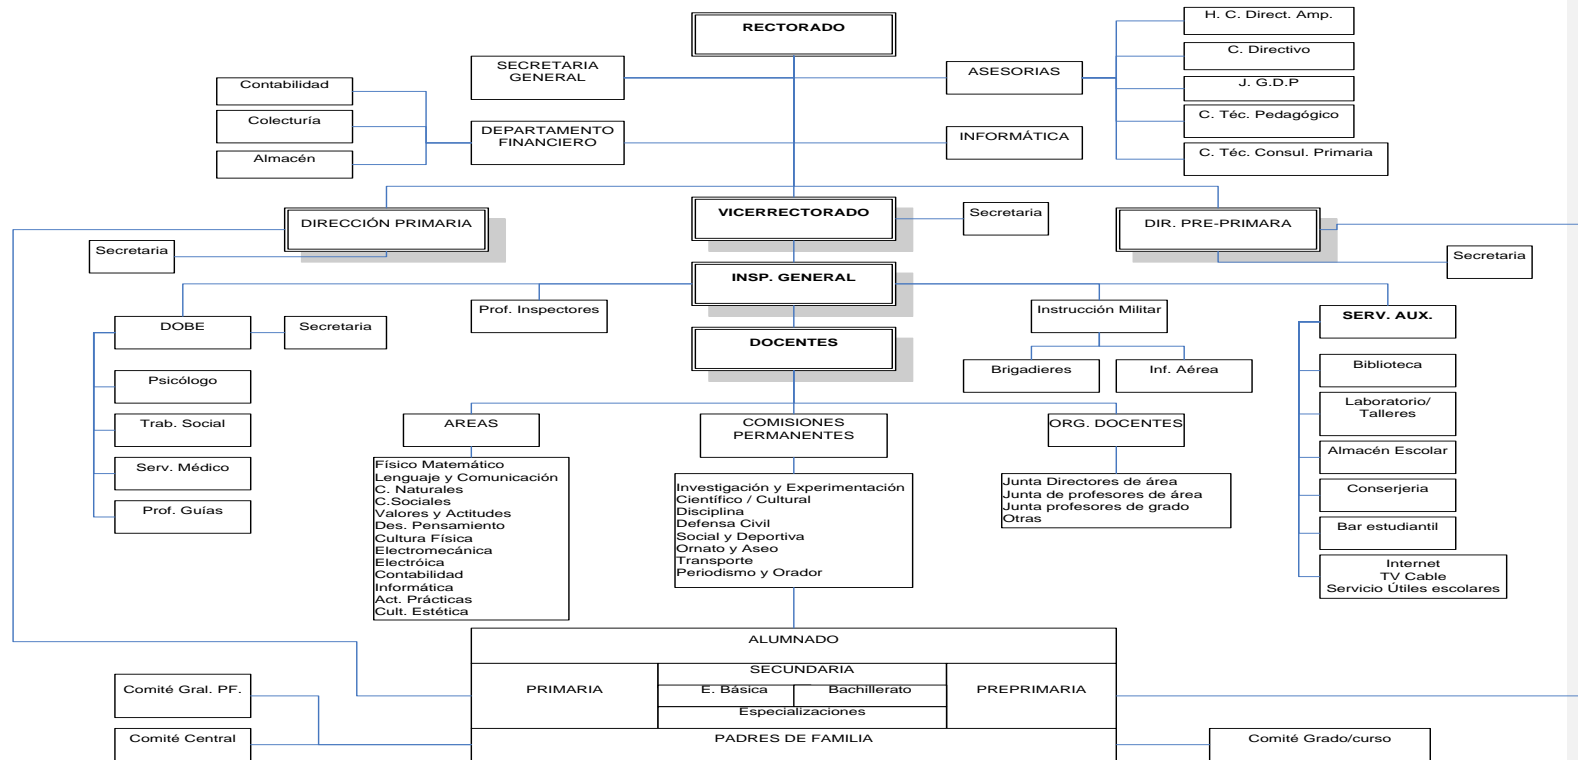 RECTORADO
H. C. Direct. Amp.
C. Directivo
J. G.D.P
C. Téc. Pedagógico
C. Téc. Consul. Primaria
SECRETARIA
GENERAL
ASESORIAS
Contabilidad
Colecturía
Almacén
DEPARTAMENTO
FINANCIERO
INFORMÁTICA
DIRECCIÓN PRIMARIA
VICERRECTORADO
Secretaria
DIR. PRE-PRIMARA
Secretaria
Secretaria
INSP. GENERAL
DOBE
Secretaria
Prof. Inspectores
Instrucción Militar
SERV. AUX.
DOCENTES
Brigadieres
Inf. Aérea
Psicólogo
Trab. Social
Serv. Médico
Prof. Guías
Biblioteca
Laboratorio/
Talleres
Almacén Escolar
Conserjeria
Bar estudiantil
Internet
TV Cable
Servicio Útiles escolares
AREAS
COMISIONES
PERMANENTES
ORG. DOCENTES
Físico Matemático
Lenguaje y Comunicación
C. Naturales
C.Sociales
Valores y Actitudes
Des. Pensamiento
Cultura Física
Electromecánica
Electróica
Contabilidad
Informática
Act. Prácticas
Cult. Estética
Investigación y Experimentación
Científico / Cultural
Disciplina
Defensa Civil
Social y Deportiva
Ornato y Aseo
Transporte
Periodismo y Orador
Junta Directores de área
Junta de profesores de área
Junta profesores de grado
Otras
ALUMNADO
PRIMARIA
SECUNDARIA
E. Básica
Bachillerato
Especializaciones
PREPRIMARIA
PADRES DE FAMILIA
Comité Gral. PF.
Comité Central
Comité Grado/curso